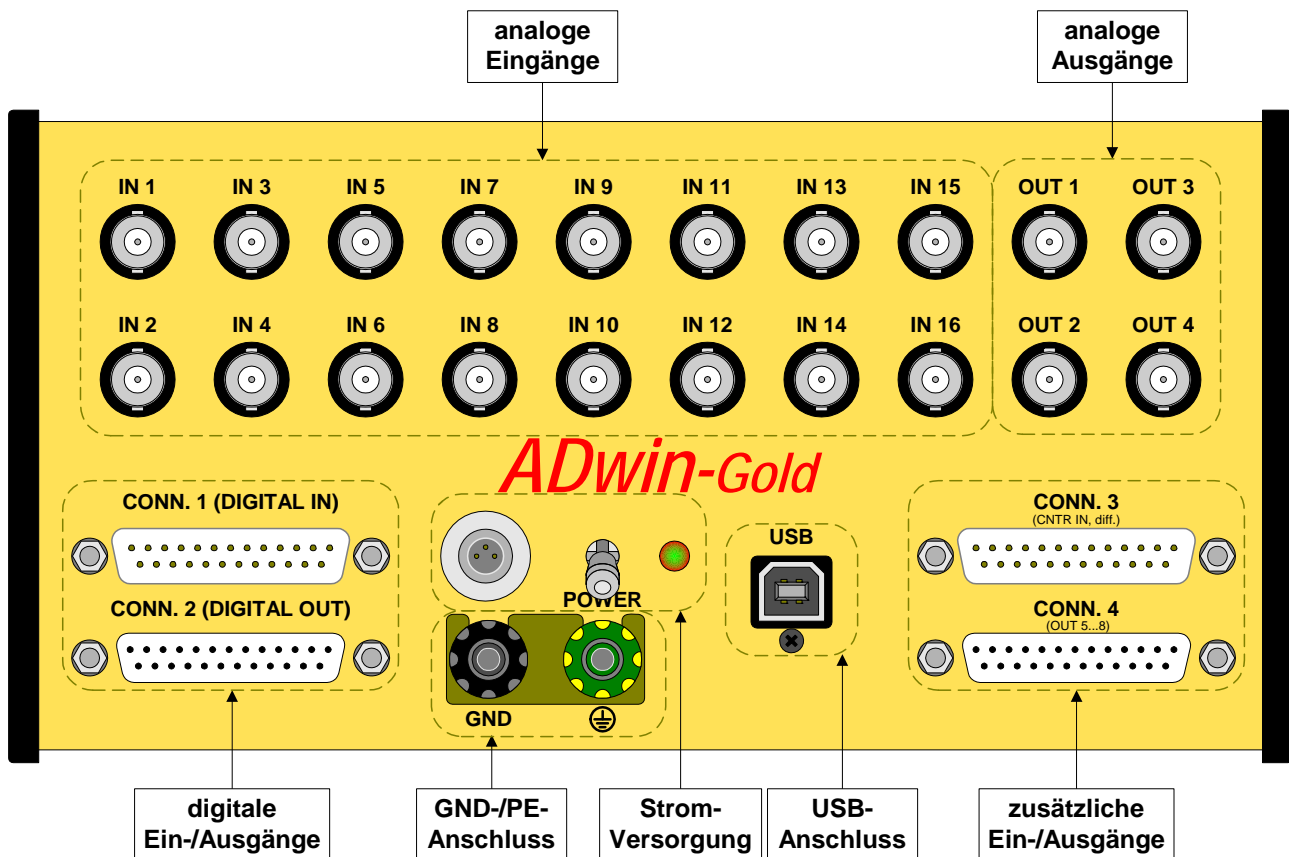 analoge
Eingänge
analoge
Ausgänge
IN 1 IN 3 IN 5 IN 7 IN 9 IN 11 IN 13 IN 15 OUT 1 OUT 3
IN 2 IN 4 IN 6 IN 8 IN 10 IN 12 IN 14 IN 16 OUT 2 OUT 4
ADwin-Gold
CONN. 1 (DIGITAL IN)
CONN. 2 (DIGITAL OUT)
POWER
GND
USB
CONN. 3
(CNTR IN, diff.)
CONN. 4
(OUT 5...8)
digitale
Ein-/Ausgänge
GND-/PE-
Anschluss
Strom-
Versorgung
USB-
Anschluss
zusätzliche
Ein-/Ausgänge